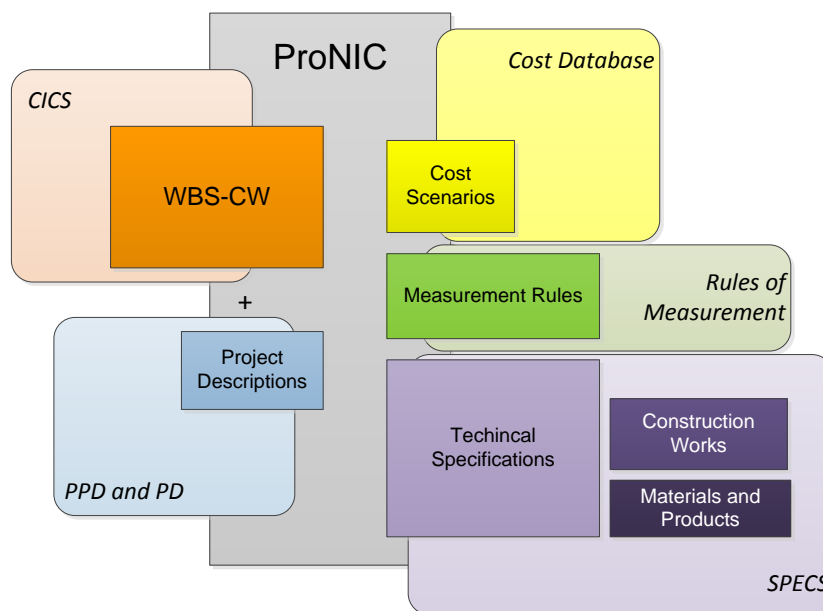 ProNIC
CICS
WBS-CW
+
PPD and PD
Project
Descriptions
Cost Database
Cost
Scenarios
Measurement Rules
Rules of
Measurement
Techincal
Specifications
Construction
Works
Materials and
Products
SPECS